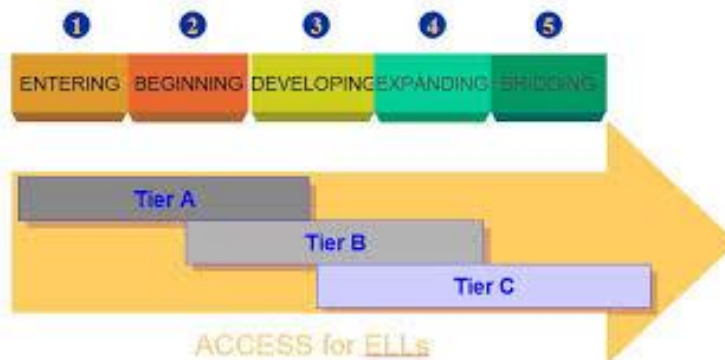 1 2 3 4 5
ENTERING BEGINNING DEVELOPING EXPANDING BRIDGING
Tier A
Tier B
Tier C
ACCESS for ELLs